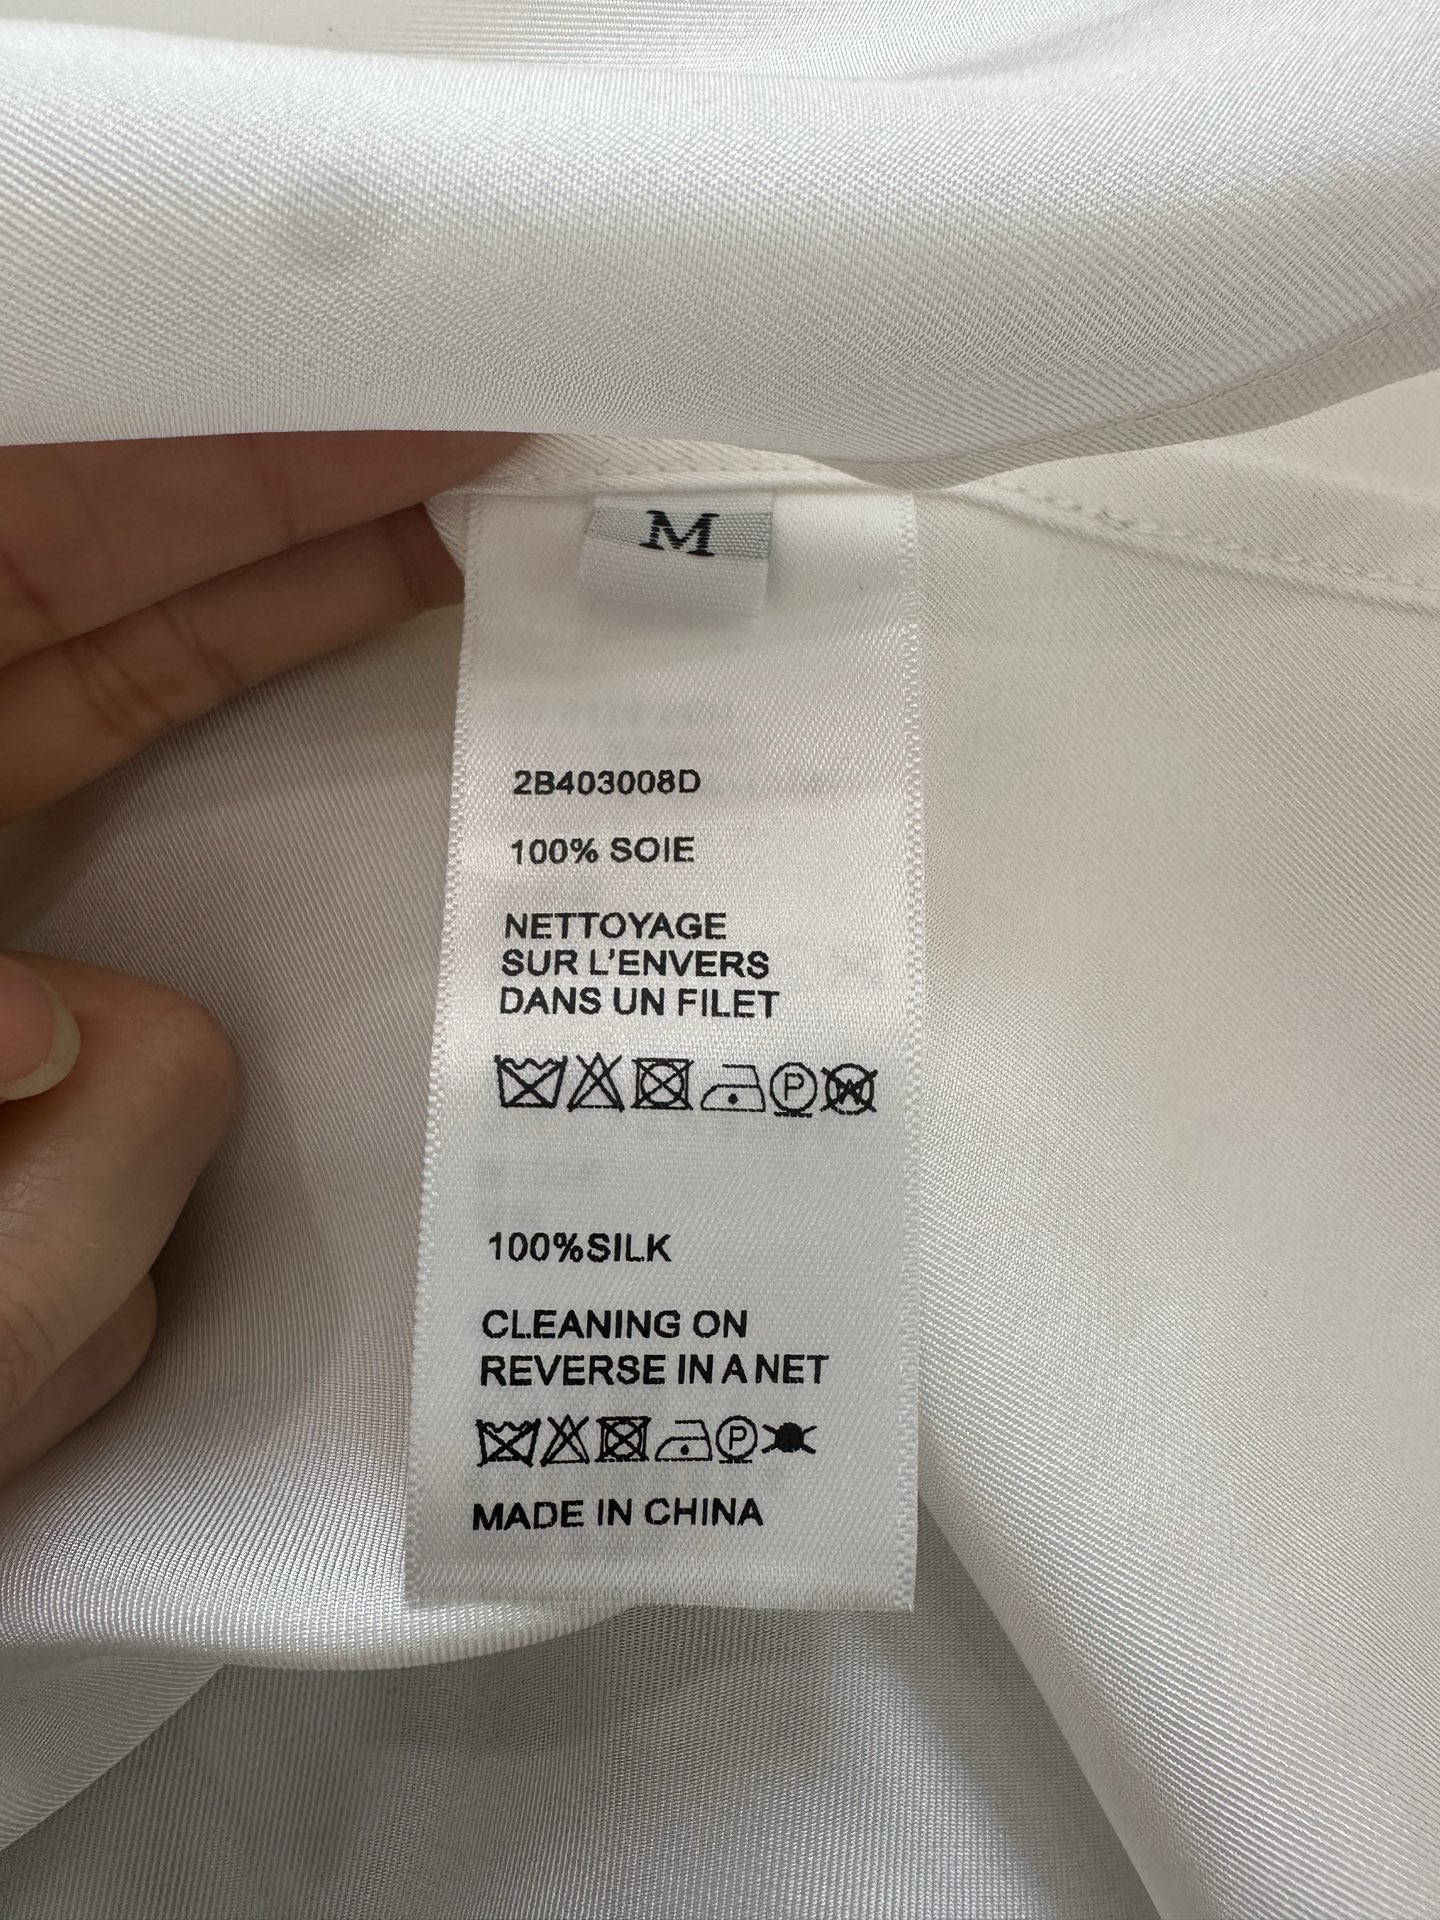 M
2B403008D
100% SOIE
NETTOYAGE
SUR L'ENVERS
DANS UN FILET
P W
100%SILK
CLEANING ON
REVERSE IN A NET
P
MADE IN CHINA